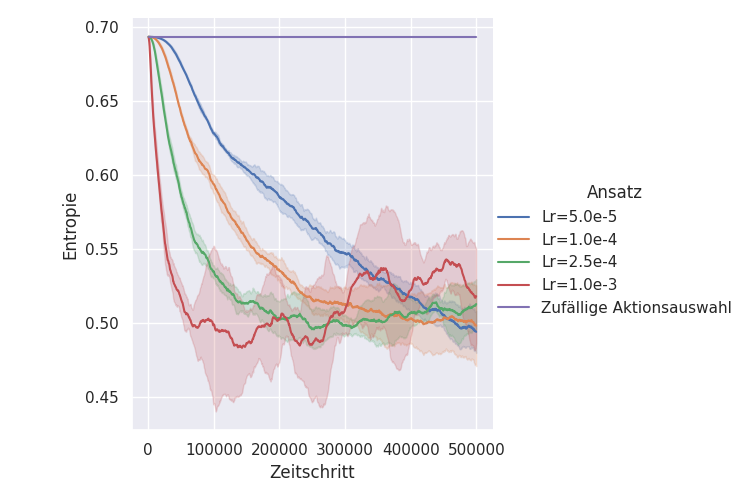 0.70
0.65
0.60
0.55
0.50
0.45
Entropie
0
100000
200000
300000
400000
500000
Zeitschritt
Ansatz
Lr=5.0e-5
Lr=1.0e-4
Lr=2.5e-4
Lr=1.0e-3
Zufällige Aktionsauswahl